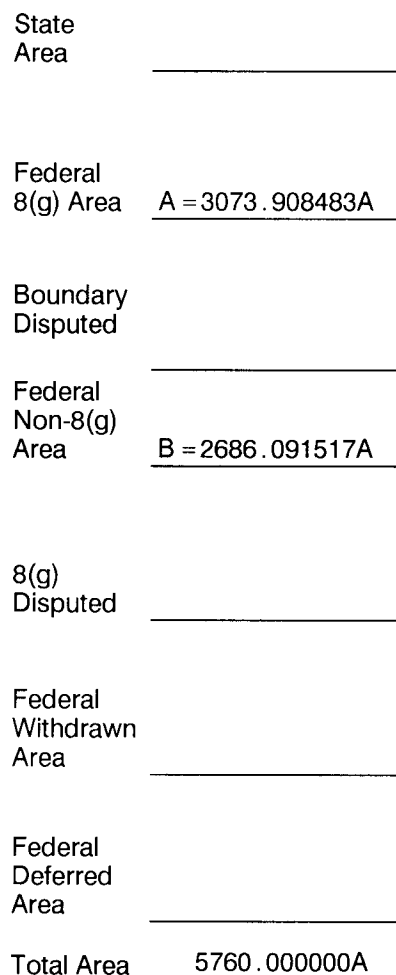 State
Area
Federal
8(g) Area A =3073.908483A
Boundary
Disputed
Federal
Non-8(g)
Area B =2686.091517A
8(g)
Disputed
Federal
Withdrawn
Area
Federal
Deferred
Area
Total Area 5760.000000A